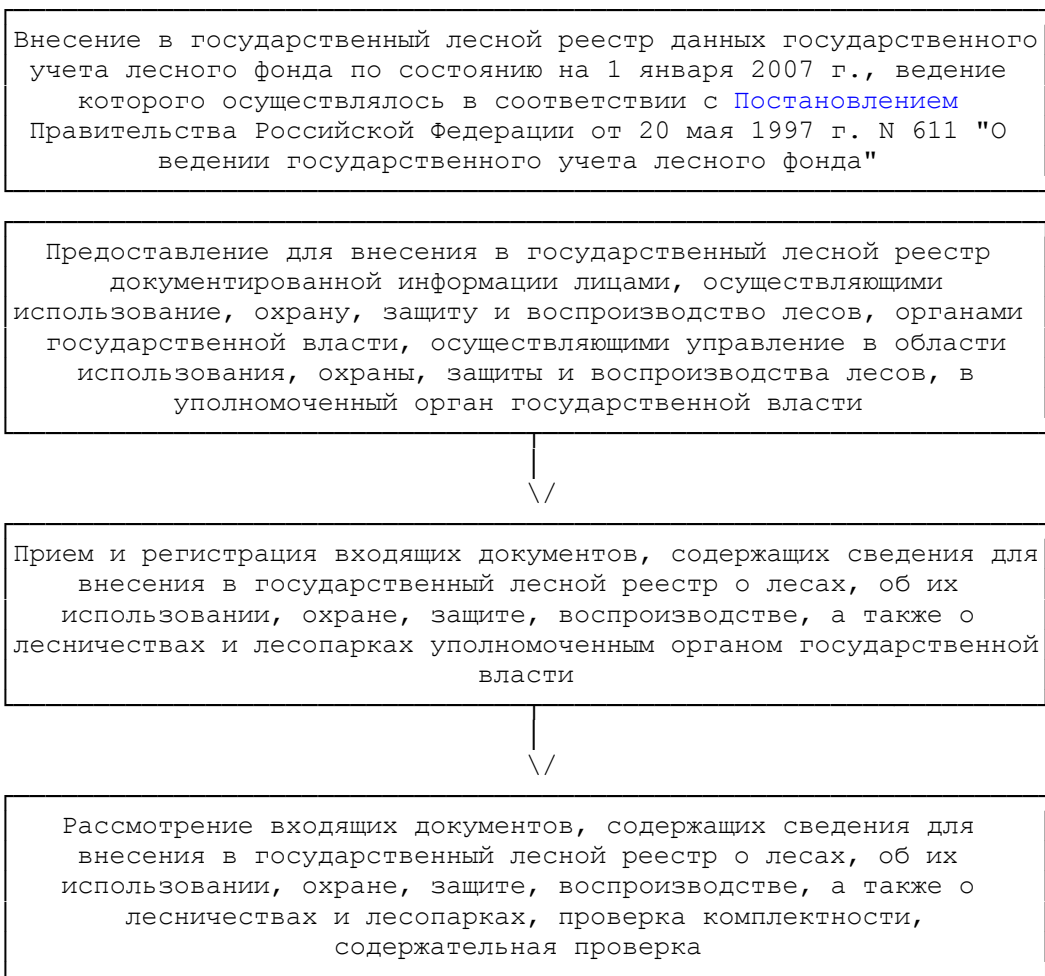 Внесение в государственный лесной реестр данных государственного
учета лесного фонда по состоянию на 1 января 2007 г., ведение
которого осуществлялось в соответствии с Постановлением
Правительства Российской Федерации от 20 мая 1997 г. N 611 "О
ведении государственного учета лесного фонда"
Предоставление для внесения в государственный лесной реестр
документированной информации лицами, осуществляющими
использование, охрану, защиту и воспроизводство лесов, органами
государственной власти, осуществляющими управление в области
использования, охраны, защиты и воспроизводства лесов, в
уполномоченный орган государственной власти
\/
Прием и регистрация входящих документов, содержащих сведения для
внесения в государственный лесной реестр о лесах, об их
использовании, охране, защите, воспроизводстве, а также о
лесничествах и лесопарках уполномоченным органом государственной
власти
\/
Рассмотрение входящих документов, содержащих сведения для
внесения в государственный лесной реестр о лесах, об их
использовании, охране, защите, воспроизводстве, а также о
лесничествах и лесопарках, проверка комплектности,
содержательная проверка